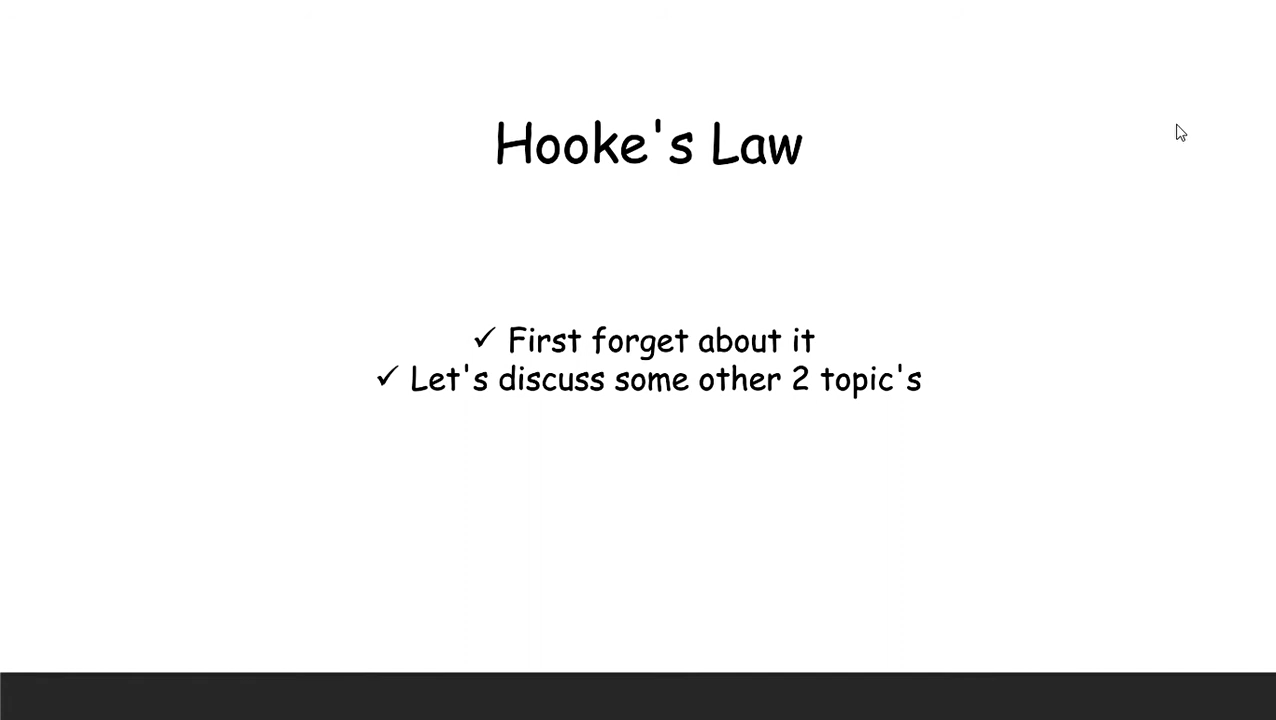 Hooke's Law
✓ First forget about it
✓ Let's discuss some other 2 topic's